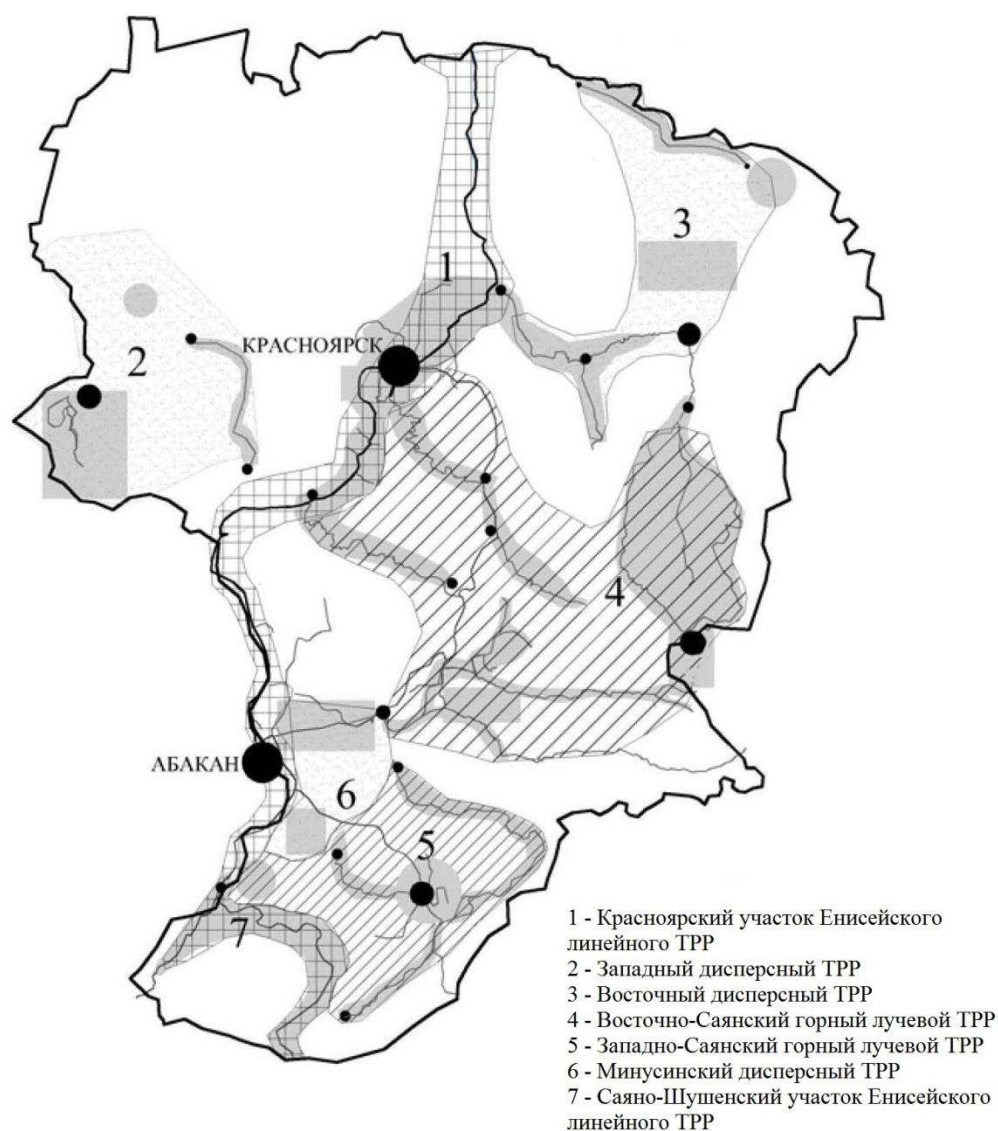 3
1
КРАСНОЯРСК
2
4
АБАКАН
6
5
7
1 - Красноярский участок Енисейского
линейного ТРР
2 - Западный дисперсный ТРР
3 - Восточный дисперсный ТРР
4 - Восточно-Саянский горный лучевой ТРР
5 - Западно-Саянский горный лучевой ТРР
6 - Минусинский дисперсный ТРР
7 - Саяно-Шушенский участок Енисейского
линейного ТРР